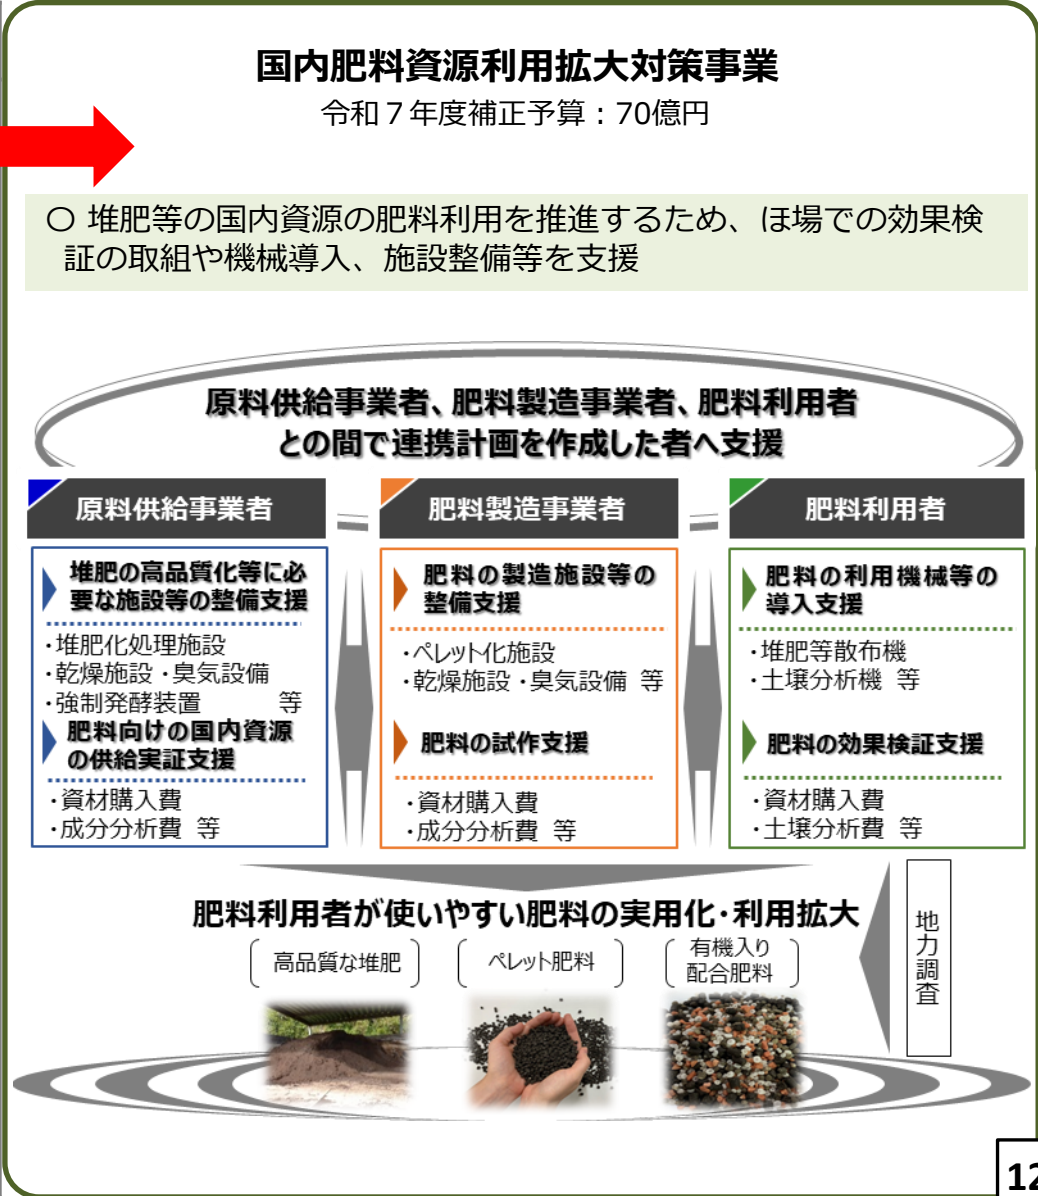 国内肥料資源利用拡大対策事業
令和７年度補正予算：70億円
〇 堆肥等の国内資源の肥料利用を推進するため、ほ場での効果検
証の取組や機械導入、施設整備等を支援
原料供給事業者、肥料製造事業者、肥料利用者
との間で連携計画を作成した者へ支援
原料供給事業者
堆肥の高品質化等に必
要な施設等の整備支援
・堆肥化処理施設
・乾燥施設・臭気設備
・強制発酵装置 等
肥料向けの国内資源
の供給実証支援
・資材購入費
・成分分析費 等
肥料製造事業者
肥料の製造施設等の
整備支援
・ペレット化施設
・乾燥施設・臭気設備 等
肥料の試作支援
・資材購入費
・成分分析費 等
肥料利用者
肥料の利用機械等の
導入支援
・堆肥等散布機
・土壌分析機 等
肥料の効果検証支援
・資材購入費
・土壌分析費 等
肥料利用者が使いやすい肥料の実用化・利用拡大
高品質な堆肥
ペレット肥料
有機入り
配合肥料
地力調査
12